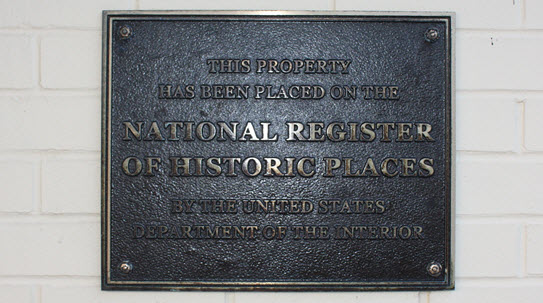 THIS PROPERTY
HAS BEEN PLACED ON THE
NATIONAL REGISTER
OF HISTORIC PLACES
BY THE UNITED STATES
DEPARTMENT OF THE INTERIOR